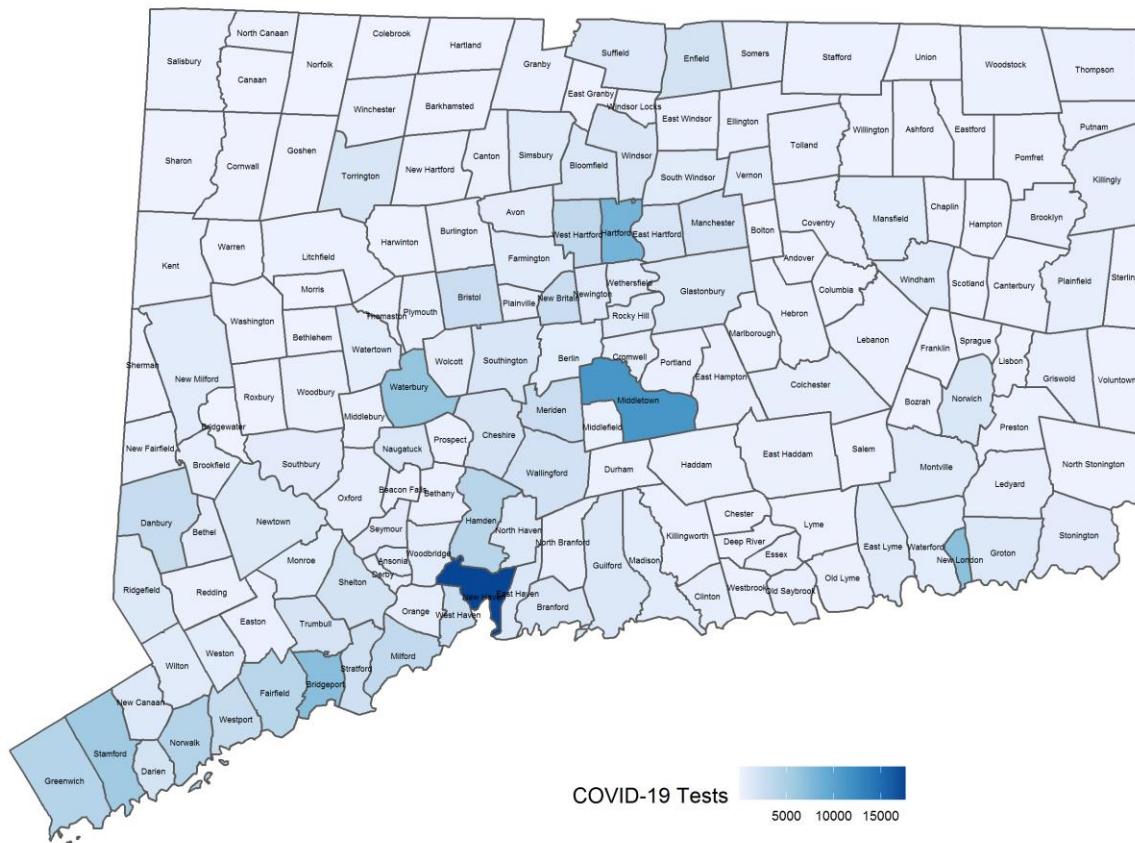 North Canaan
Colebrook
Hartland
Suffield
Enfield
Somers
Stafford
Union
Woodstock
Thompson
Salisbury
Canaan
Norfolk
Granby
East Granby
Windsor Locks
Winchester
Barkhamsted
East Windsor
Ellington
Willington
Ashford
Eastford
Putnam
Sharon
Cornwall
Goshen
Torrington
New Hartford
Canton
Simsbury
Bloomfield
Windsor
South Windsor
Vernon
Tolland
Pomfret
Killingly
Avon
Mansfield
Chaplin
Hampton
Brooklyn
Kent
Warren
Litchfield
Harwinton
Burlington
Farmington
West Hartford
Hartford
East Hartford
Manchester
Bolton
Coventry
Andover
Windham
Scotland
Canterbury
Plainfield
Sterlin
Morris
Bristol
Plainville
New Britain
Newington
Wethersfield
Glastonbury
Columbia
Washington
Bethlehem
Thomaston
Plymouth
Rocky Hill
Marlborough
Hebron
Lebanon
Franklin
Sprague
Lisbon
Griswold
Voluntown
Sherman
New Milford
Roxbury
Woodbury
Watertown
Waterbury
Wolcott
Southington
Berlin
Cromwell
Portland
East Hampton
Colchester
Bozrah
Norwich
Preston
Bridgewater
Middlebury
Meriden
Middletown
Middlefield
New Fairfield
Brookfield
Southbury
Naugatuck
Prospect
Cheshire
Wallingford
Durham
Haddam
East Haddam
Salem
Montville
North Stonington
Danbury
Bethel
Newtown
Oxford
Beacon Falls
Bethany
Ledyard
Seymour
Hamden
North Haven
North Branford
Guilford
Madison
Killingworth
Chester
Deep River
Essex
Lyme
East Lyme
Waterford
New London
Groton
Stonington
Ridgefield
Redding
Monroe
Shelton
Ansonia
Derby
Woodbridge
New Haven
East Haven
Branford
Clinton
Westbrook
Old Saybrook
Old Lyme
Easton
Trumbull
Orange
West Haven
Wilton
Weston
Stratford
Milford
New Canaan
Westport
Fairfield
Bridgeport
Greenwich
Stamford
Darien
Norwalk
COVID-19 Tests
5000 10000 15000